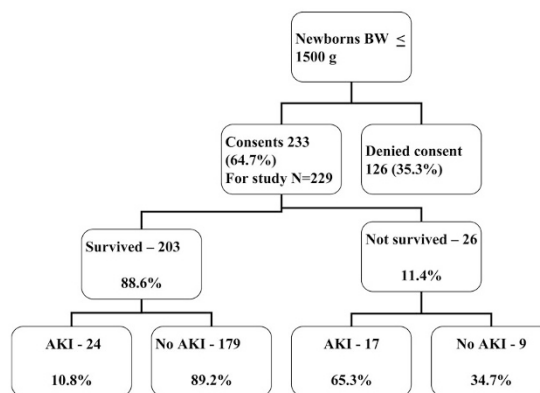 Newborns BW ≤
1500 g
Consents 233
(64.7%)
For study N=229
Denied consent
126 (35.3%)
Survived – 203
88.6%
Not survived – 26
11.4%
AKI - 24
10.8%
No AKI - 179
89.2%
AKI - 17
65.3%
No AKI - 9
34.7%